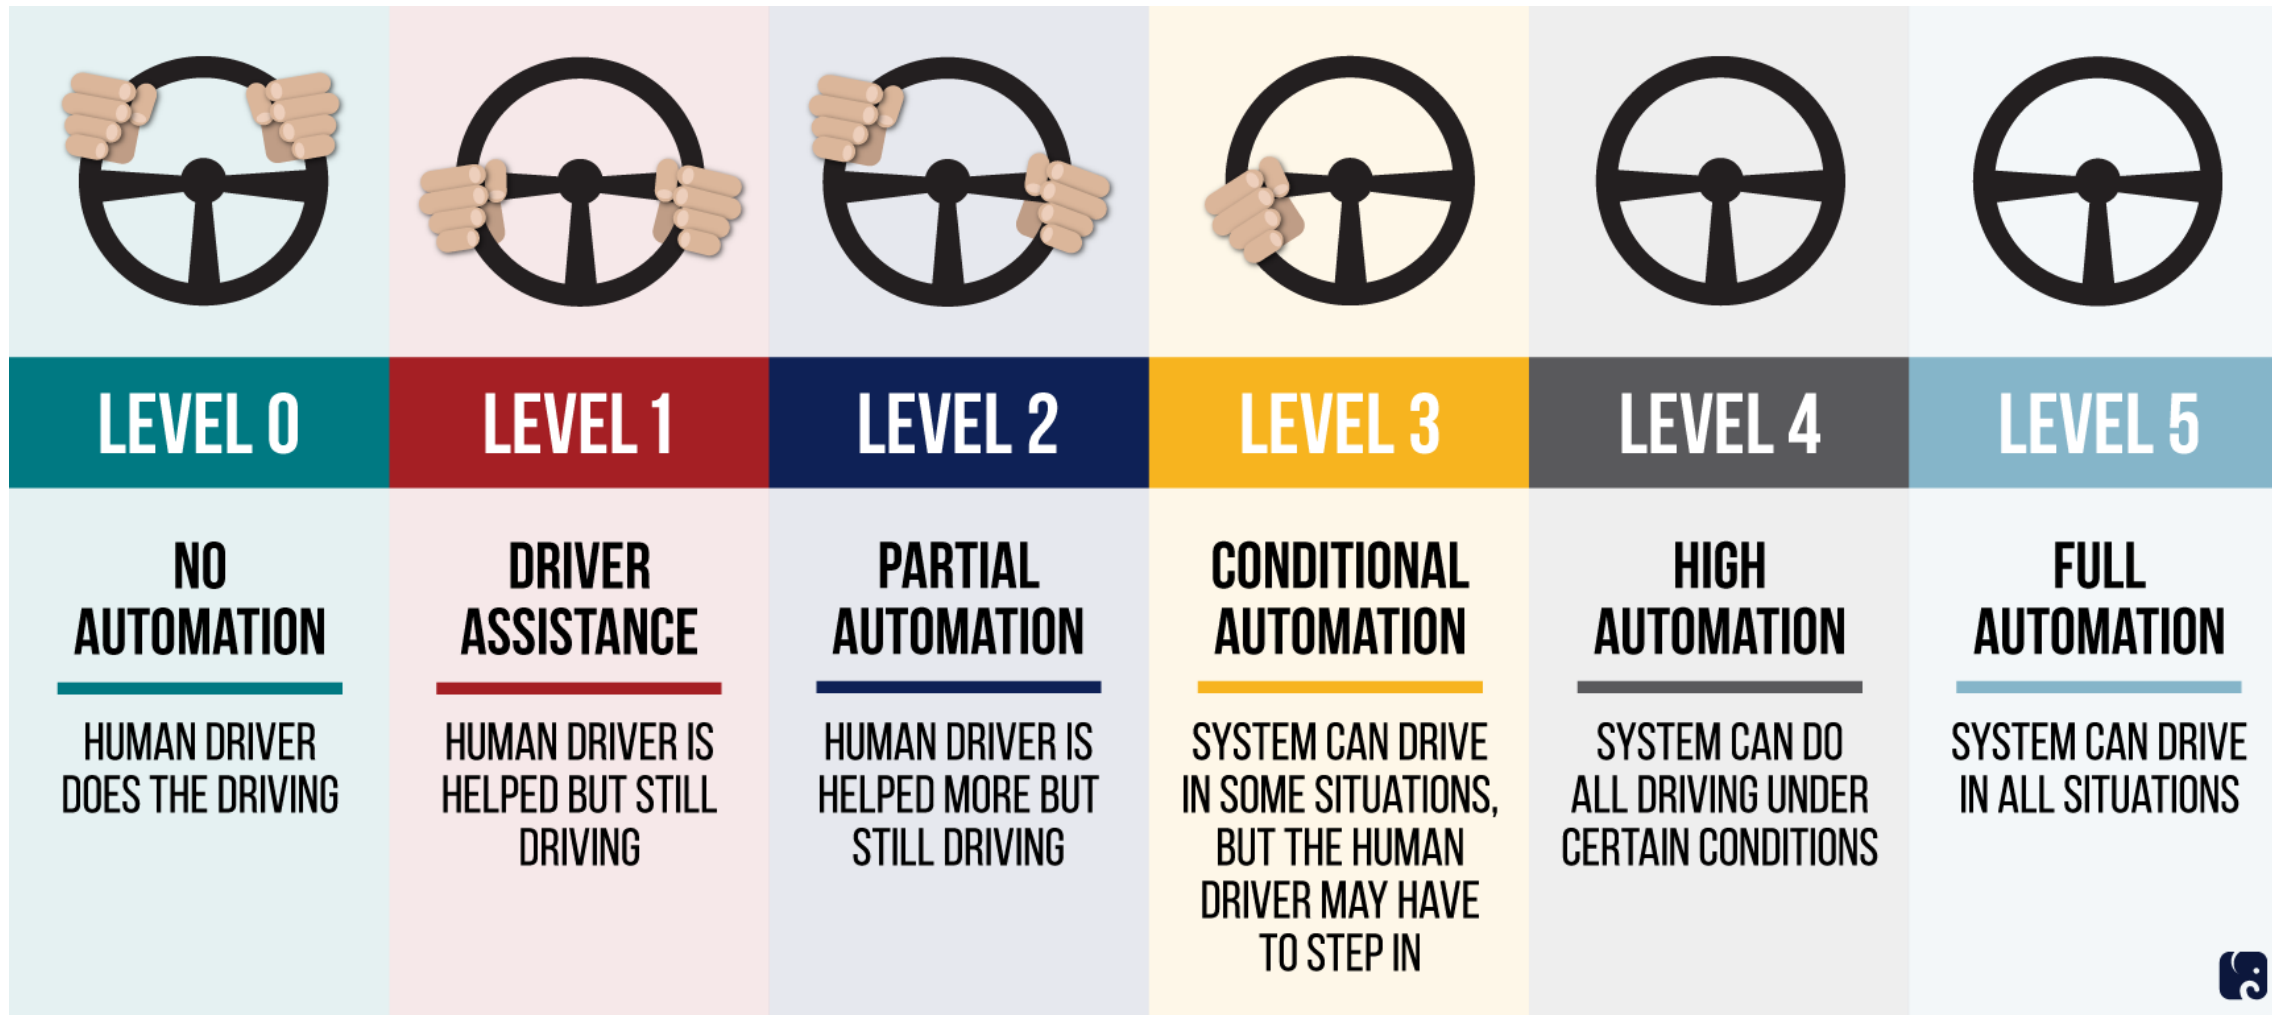 LEVEL 0
NO
AUTOMATION
HUMAN DRIVER
DOES THE DRIVING
LEVEL 1
DRIVER
ASSISTANCE
HUMAN DRIVER IS
HELPED BUT STILL
DRIVING
LEVEL 2
PARTIAL
AUTOMATION
HUMAN DRIVER IS
HELPED MORE BUT
STILL DRIVING
LEVEL 3
CONDITIONAL
AUTOMATION
SYSTEM CAN DRIVE
IN SOME SITUATIONS,
BUT THE HUMAN
DRIVER MAY HAVE
TO STEP IN
LEVEL 4
HIGH
AUTOMATION
SYSTEM CAN DO
ALL DRIVING UNDER
CERTAIN CONDITIONS
LEVEL 5
FULL
AUTOMATION
SYSTEM CAN DRIVE
IN ALL SITUATIONS